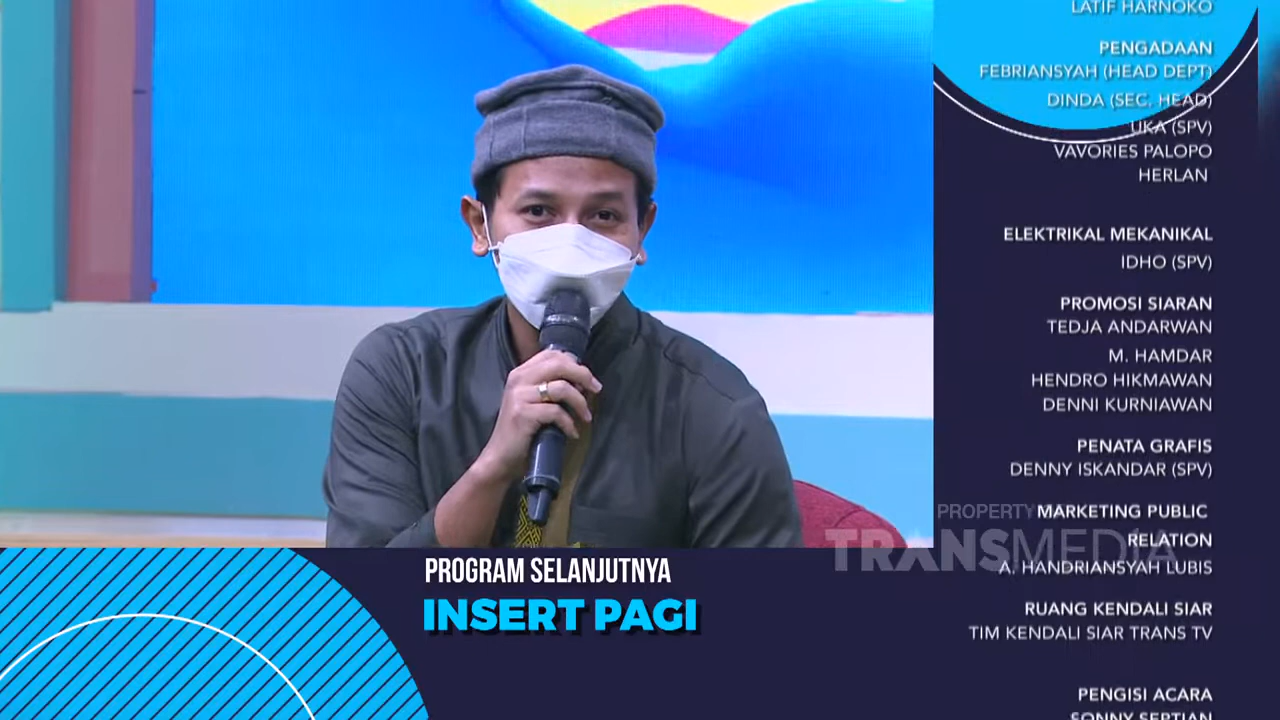 LATIF HARNOKO
PENGADAAN
FEBRIANSYAH (HEAD DEPT)
DINDA (SEC. HEAD)
UKA (SPV)
VAVORIES PALOPO
HERLAN
ELEKTRIKAL MEKANIKAL
IDHO (SPV)
PROMOSI SIARAN
TEDJA ANDARWAN
M. HAMDAR
HENDRO HIKMAWAN
DENNI KURNIAWAN
PENATA GRAFIS
DENNY ISKANDAR (SPV)
PROPERTY
TRANSMEDIA
MARKETING PUBLIC
RELATION
A. HANDRIANSYAH LUBIS
RUANG KENDALI SIAR
TIM KENDALI SIAR TRANS TV
PENGISI ACARA
SONNY SEPTIAN
PROGRAM SELANJUTNYA
INSERT PAGI